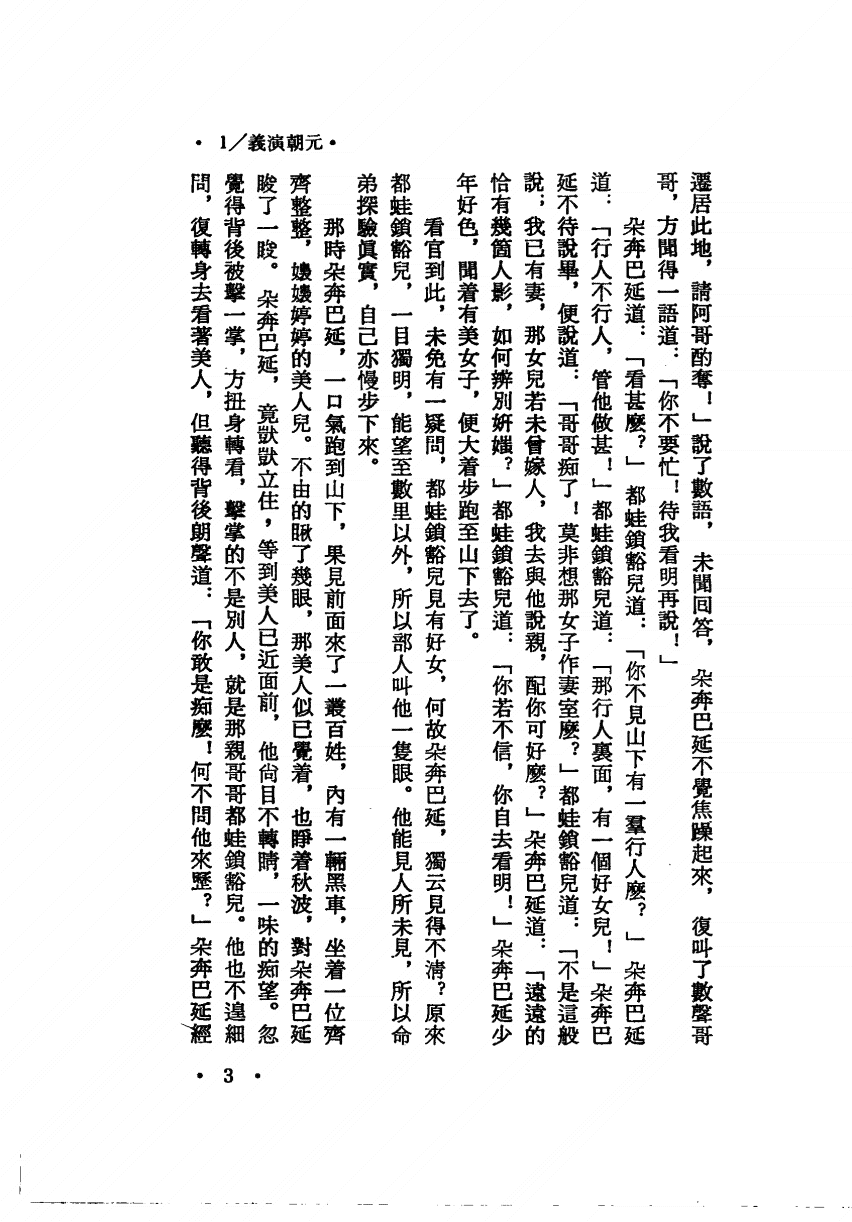 • 1／義演朝元 •
遷居此地，請阿哥酌奪！」說了數語，未聞回答，朵奔巴延不覺焦躁起來，復叫了數聲哥
哥，方聞得一語道：「你不要忙！待我看明再說！」
朵奔巴延道：「看甚麼？」都蛙鎖豁兒道：「你不見山下有一羣行人麼？」朵奔巴延
道：「行人不行人，管他做甚！」都蛙鎖豁兒道：「那行人裏面，有一個好女兒！」朵奔巴
延不待說畢，便說道：「哥哥痴了！莫非想那女子作妻室麼？」都蛙鎖豁兒道：「不是這般
說；我已有妻，那女兒若未曾嫁人，我去與他說親，配你可好麼？」朵奔巴延道：「遠遠的
恰有幾箇人影，如何辨別妍媸？」都蛙鎖豁兒道：「你若不信，你自去看明！」朵奔巴延少
年好色，聞着有美女子，便大着步跑至山下去了。
看官到此，未免有一疑問，都蛙鎖豁兒見有好女，何故朵奔巴延，獨云見得不清？原來
都蛙鎖豁兒，一目獨明，能望至數里以外，所以部人叫他一隻眼。他能見人所未見，所以命
弟探驗眞實，自己亦慢步下來。
那時朵奔巴延，一口氣跑到山下，果見前面來了一叢百姓，內有一輛黑車，坐着一位齊
齊整整，嬝嬝婷婷的美人兒。不由的瞅了幾眼，那美人似已覺着，也睜着秋波，對朵奔巴延
睃了一睃。朵奔巴延，竟獃獃立住，等到美人已近面前，他尙目不轉睛，一味的痴望。忽
覺得背後被擊一掌，方扭身轉看，擊掌的不是別人，就是那親哥哥都蛙鎖豁兒。他也不遑細
問，復轉身去看著美人，但聽得背後朗聲道：「你敢是痴麼！何不問他來歷？」朵奔巴延經
• 3 •